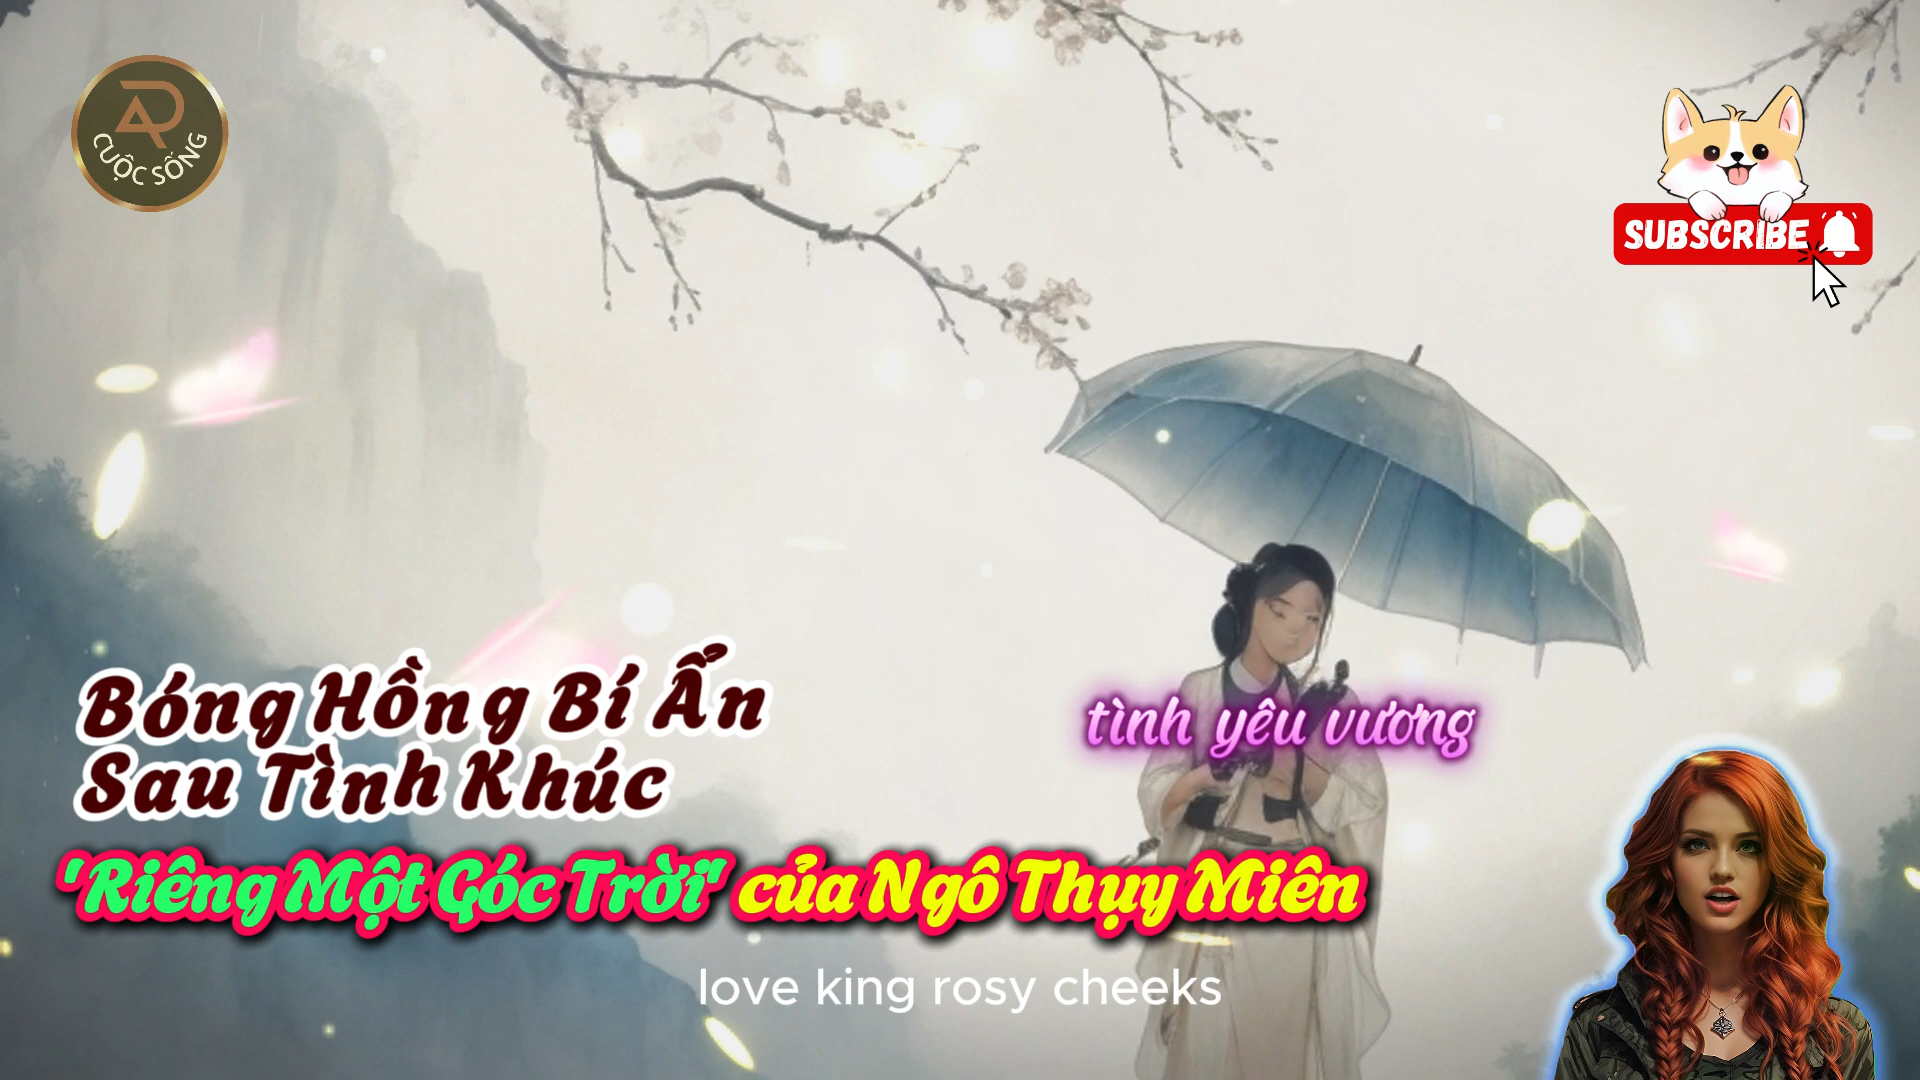 CUỘC SỐNG
SUBSCRIBE
Bóng Hồng Bí Ẩn
Sau Tình Khúc
tình yêu vương
'Riêng Một Góc Trời' của Ngô Thụy Miên
love king rosy cheeks